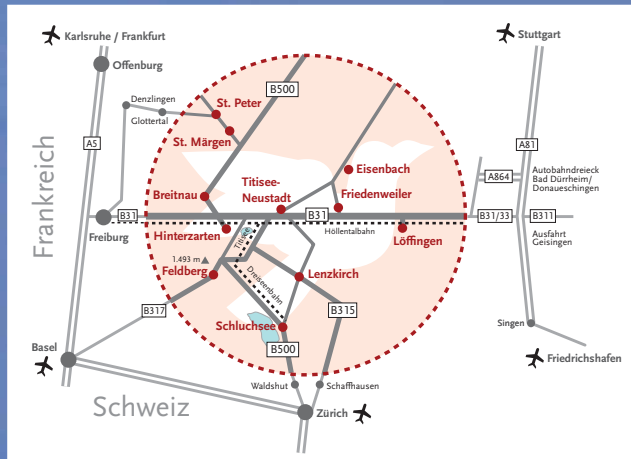 Karlsruhe / Frankfurt
Stuttgart
Offenburg
B500
Denzlingen
St. Peter
Glottertal
A5
St. Märgen
A81
Frankreich
Eisenbach
A864
Autobahndreieck
Bad Dürrheim/
Donaueschingen
Breitnau
Titisee-
Neustadt
Friedenweiler
B31
B31
B31/33
B311
Freiburg
Hinterzarten
Titisee
Höllentalbahn
Löffingen
Ausfahrt
Geisingen
1.493 m
Feldberg
Dreiseenbahn
Lenzkirch
B317
B315
Schluchsee
Singen
Basel
B500
Friedrichshafen
Waldshut
Schaffhausen
Schweiz
Zürich